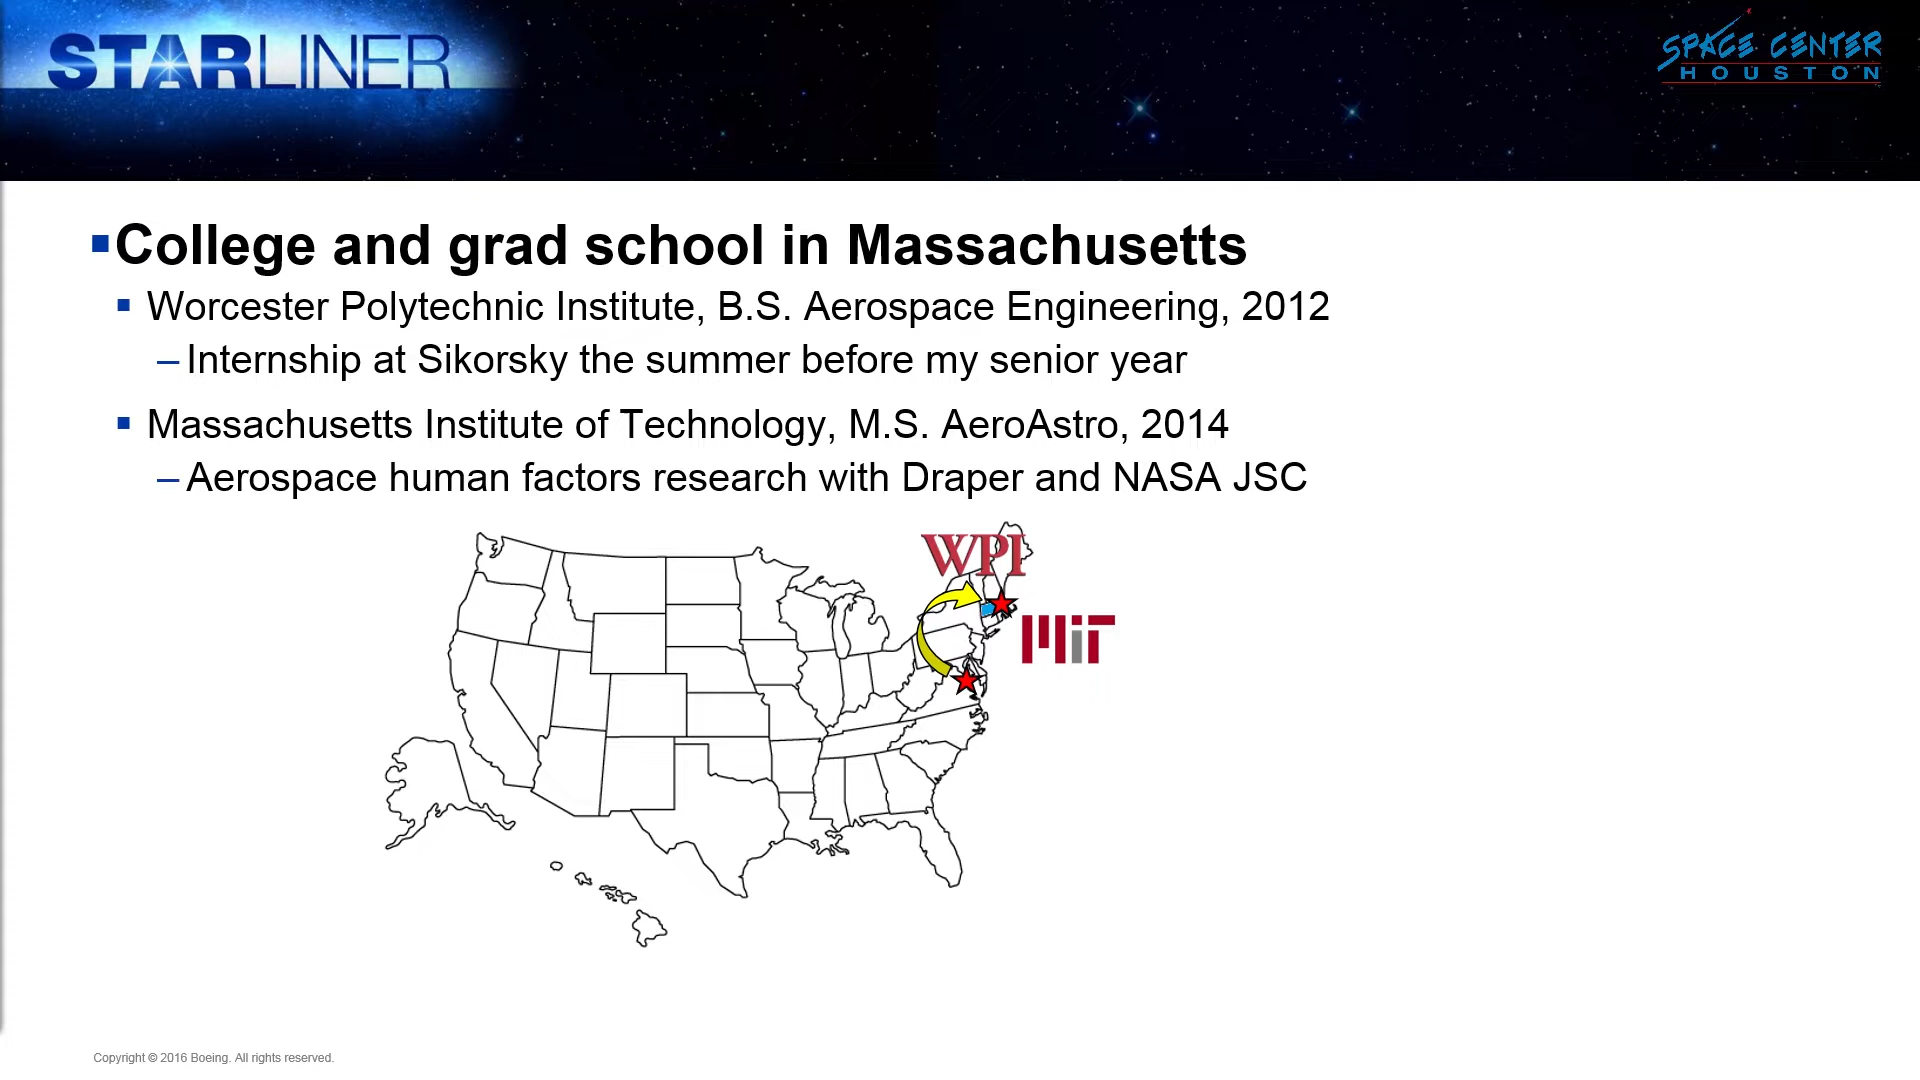 STARLINER
SPACE CENTER
HOUSTON
College and grad school in Massachusetts
Worcester Polytechnic Institute, B.S. Aerospace Engineering, 2012
– Internship at Sikorsky the summer before my senior year
Massachusetts Institute of Technology, M.S. AeroAstro, 2014
– Aerospace human factors research with Draper and NASA JSC
WPI
MIT
Copyright © 2016 Boeing. All rights reserved.